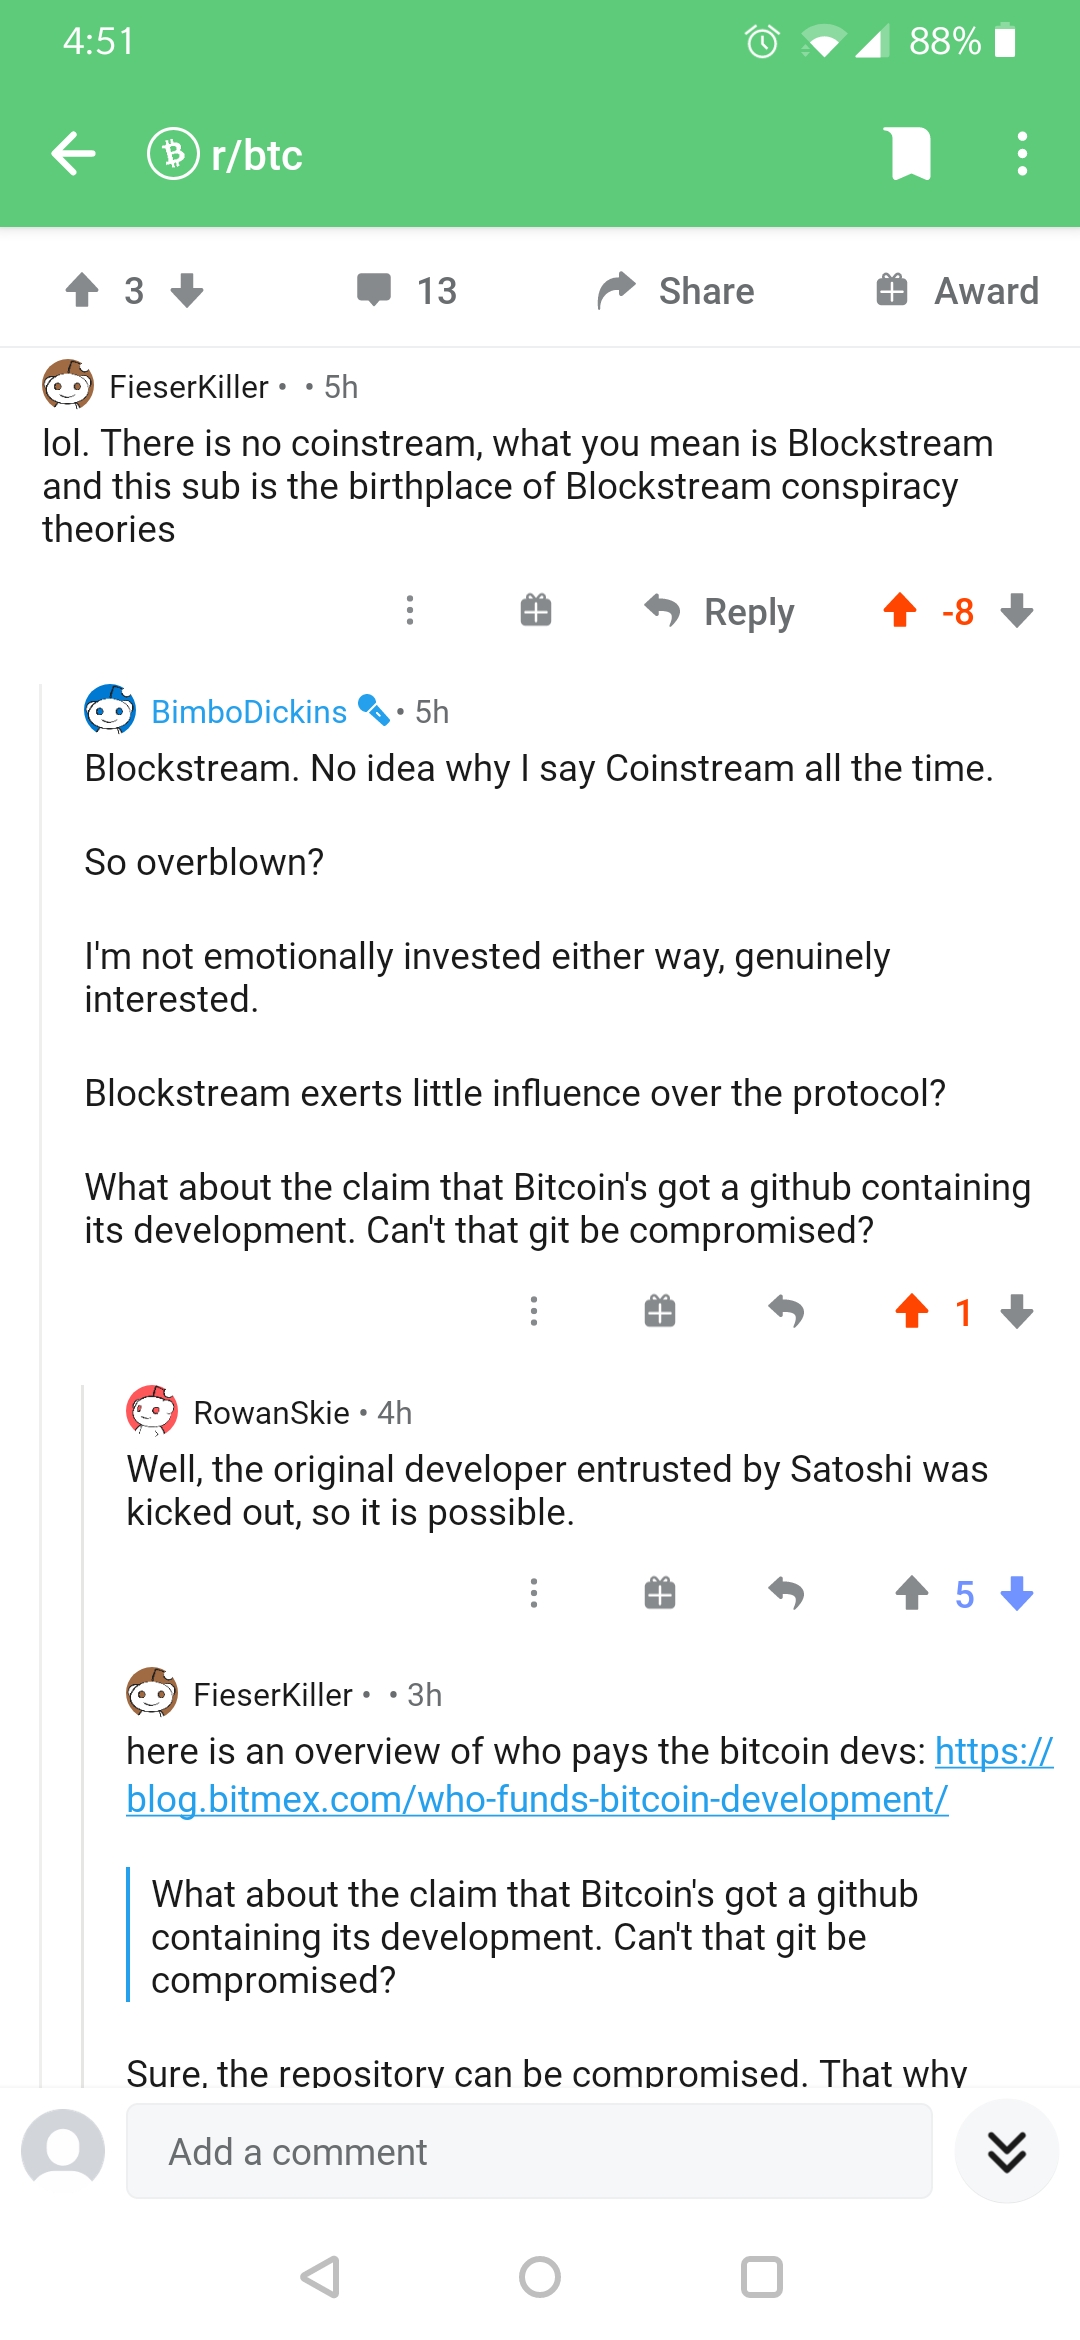 4:51
88%
r/btc
3
13
Share
Award
FieserKiller • • 5h
lol. There is no coinstream, what you mean is Blockstream
and this sub is the birthplace of Blockstream conspiracy
theories
Reply
-8
BimboDickins • 5h
Blockstream. No idea why I say Coinstream all the time.
So overblown?
I'm not emotionally invested either way, genuinely
interested.
Blockstream exerts little influence over the protocol?
What about the claim that Bitcoin's got a github containing
its development. Can't that git be compromised?
1
RowanSkie • 4h
Well, the original developer entrusted by Satoshi was
kicked out, so it is possible.
5
FieserKiller • • 3h
here is an overview of who pays the bitcoin devs: https://
blog.bitmex.com/who-funds-bitcoin-development/
What about the claim that Bitcoin's got a github
containing its development. Can't that git be
compromised?
Sure, the repository can be compromised. That why
Add a comment